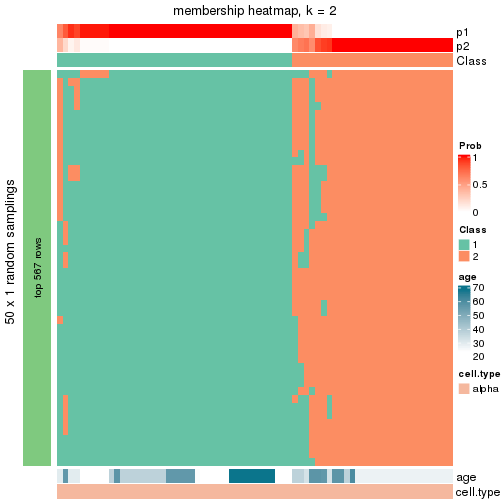 membership heatmap, k = 2
p1
p2
Class
50 x 1 random samplings
top 567 rows
Prob
1
0.5
0
Class
1
2
age
70
60
50
40
30
20
cell.type
alpha
age
cell.type